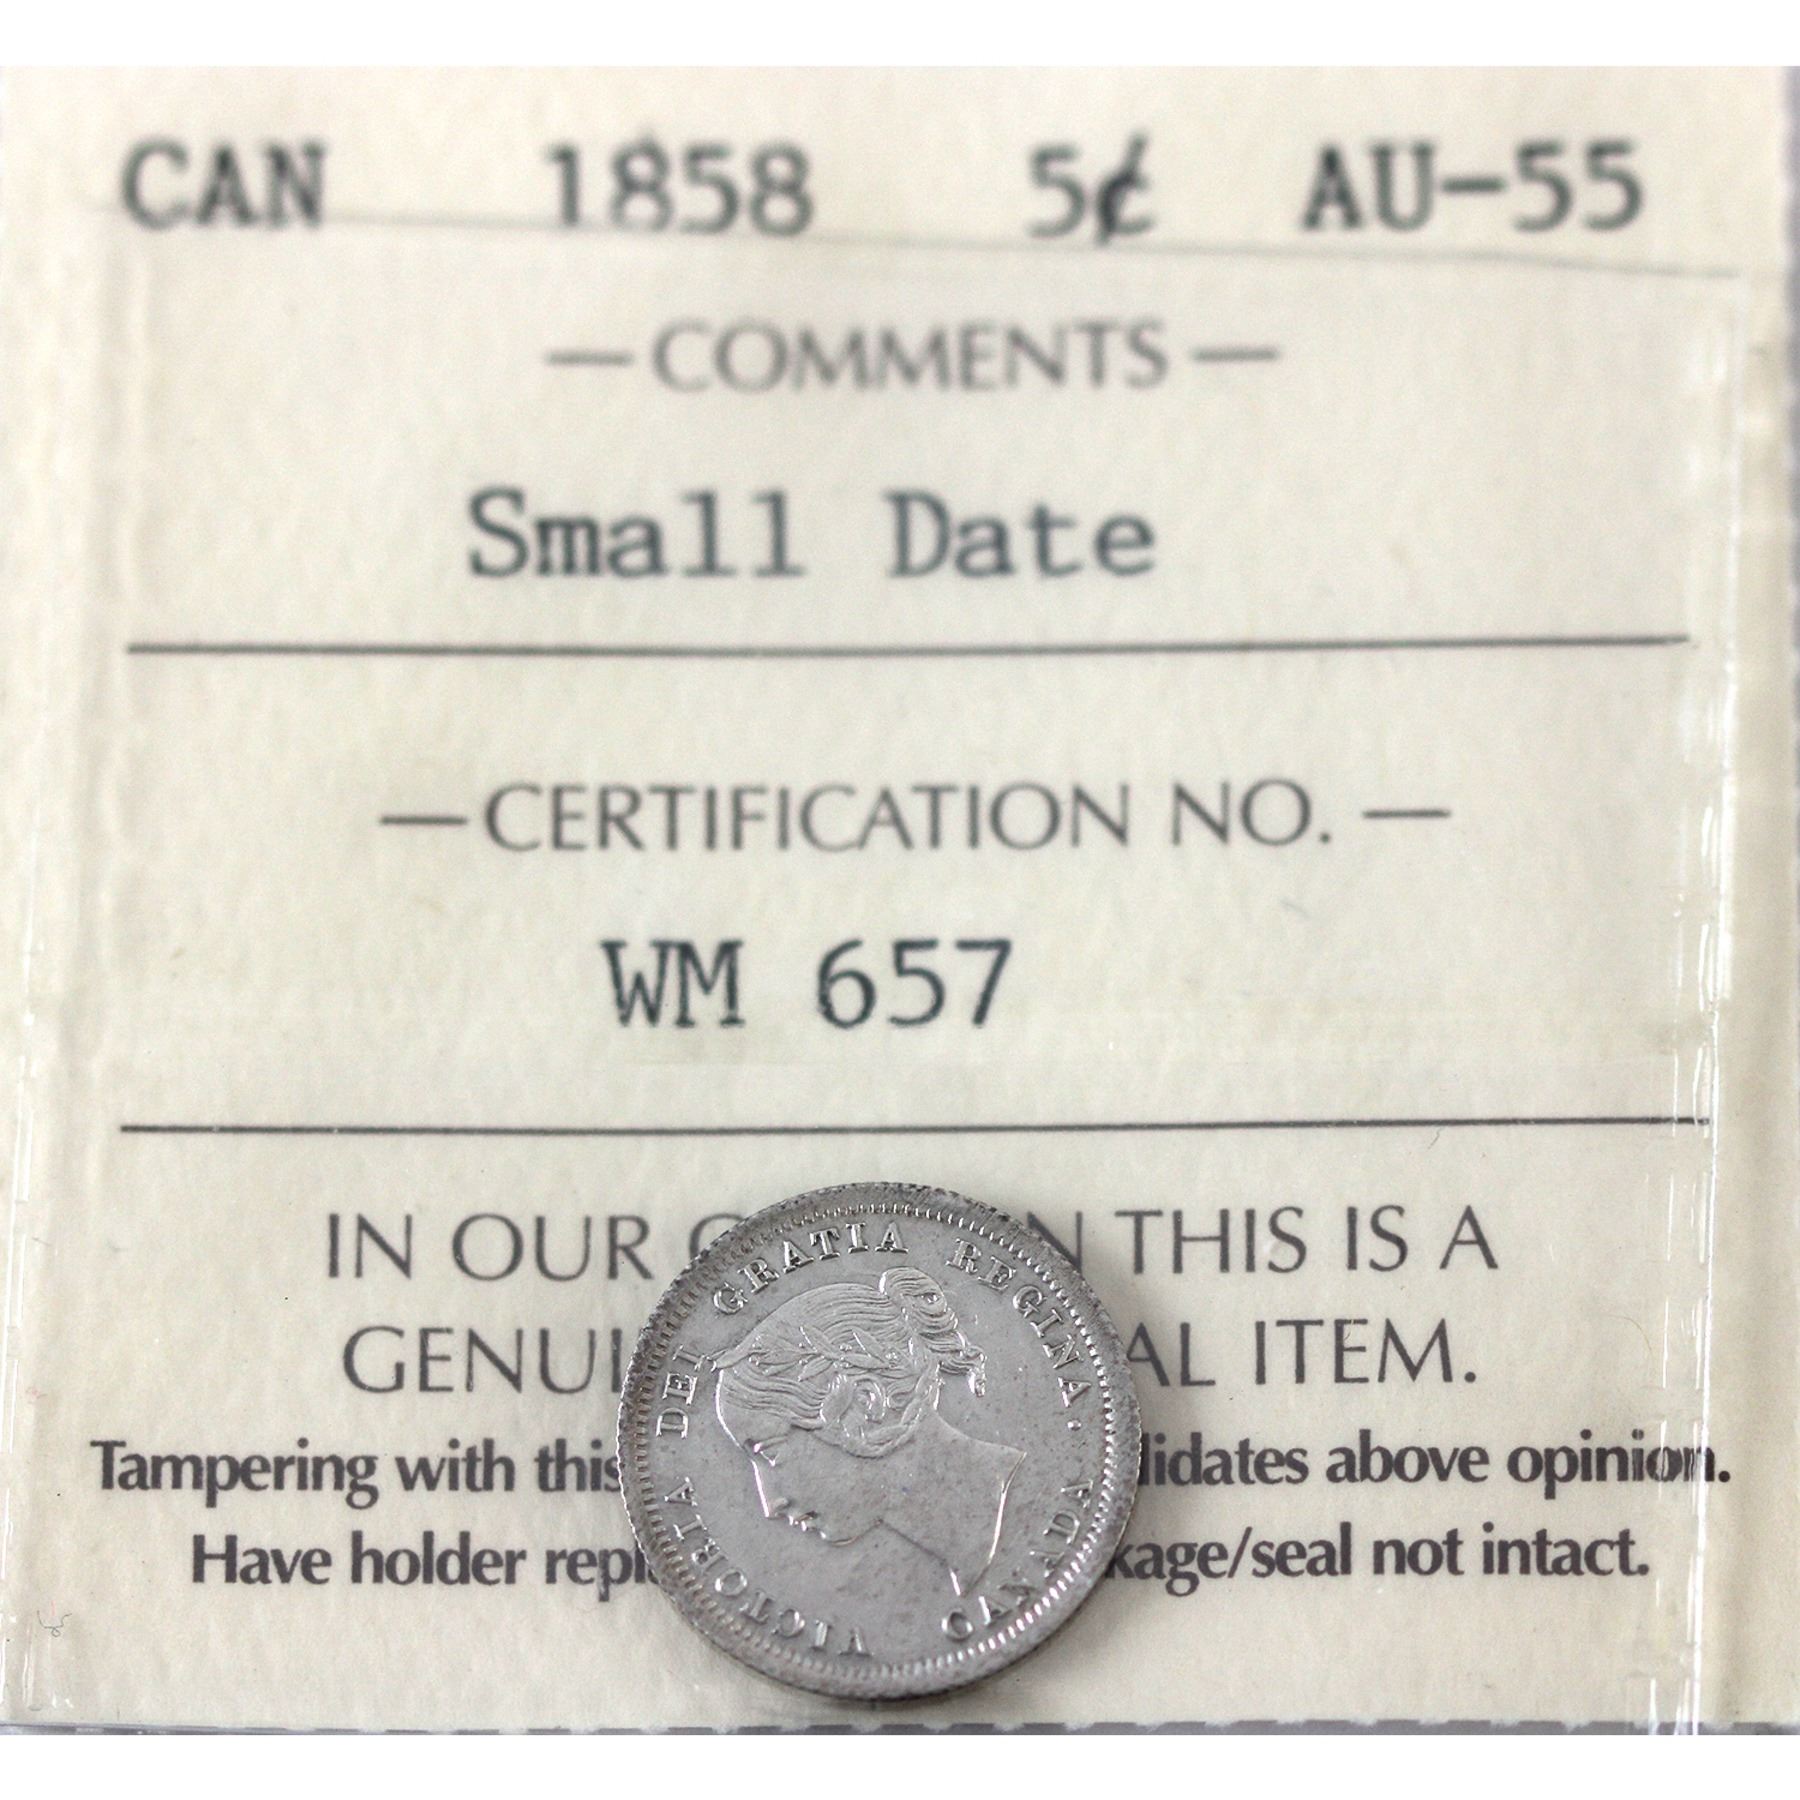 CAN 1858 5¢ AU-55
— COMMENTS —
Small Date
— CERTIFICATION NO. —
WM 657
IN OUR N THIS IS A
GENUI AL ITEM.
Tampering with this lidates above opinion.
Have holder repl kage/seal not intact.
VICTORIA DEI GRATIA REGINA. CANADA